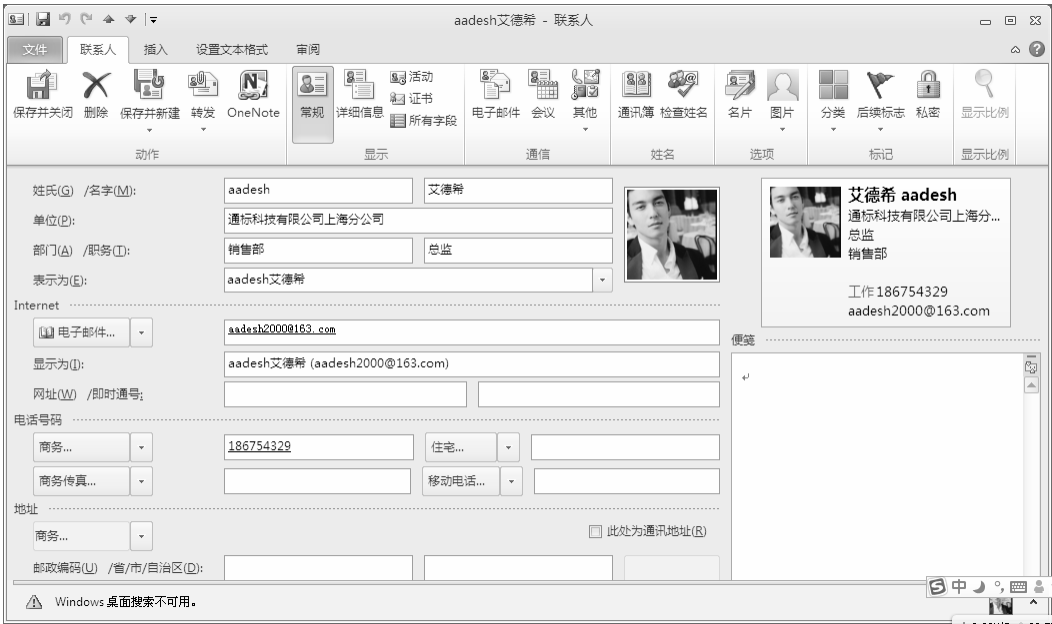 aadesh艾德希 - 联系人
文件 联系人 插入 设置文本格式 审阅
保存并关闭 删除 保存并新建 转发 OneNote 常规 详细信息 活动 证书 所有字段 电子邮件 会议 其他 通讯簿 检查姓名 名片 图片 分类 后续标志 私密 显示比例
动作 显示 通信 姓名 选项 标记 显示比例
姓氏(G) /名字(M): aadesh 艾德希
单位(P): 通标科技有限公司上海分公司
部门(A) /职务(T): 销售部 总监
表示为(E): aadesh艾德希
Internet
电子邮件... aadesh2000@163.com
显示为(I): aadesh艾德希 (aadesh2000@163.com)
网址(W) /即时通号:
电话号码
商务... 186754329 住宅...
商务传真... 移动电话...
地址
商务... 此处为通讯地址(R)
邮政编码(U) /省/市/自治区(D):
艾德希 aadesh
通标科技有限公司上海分...
总监
销售部
工作 186754329
aadesh2000@163.com
便笺
中
Windows 桌面搜索不可用。